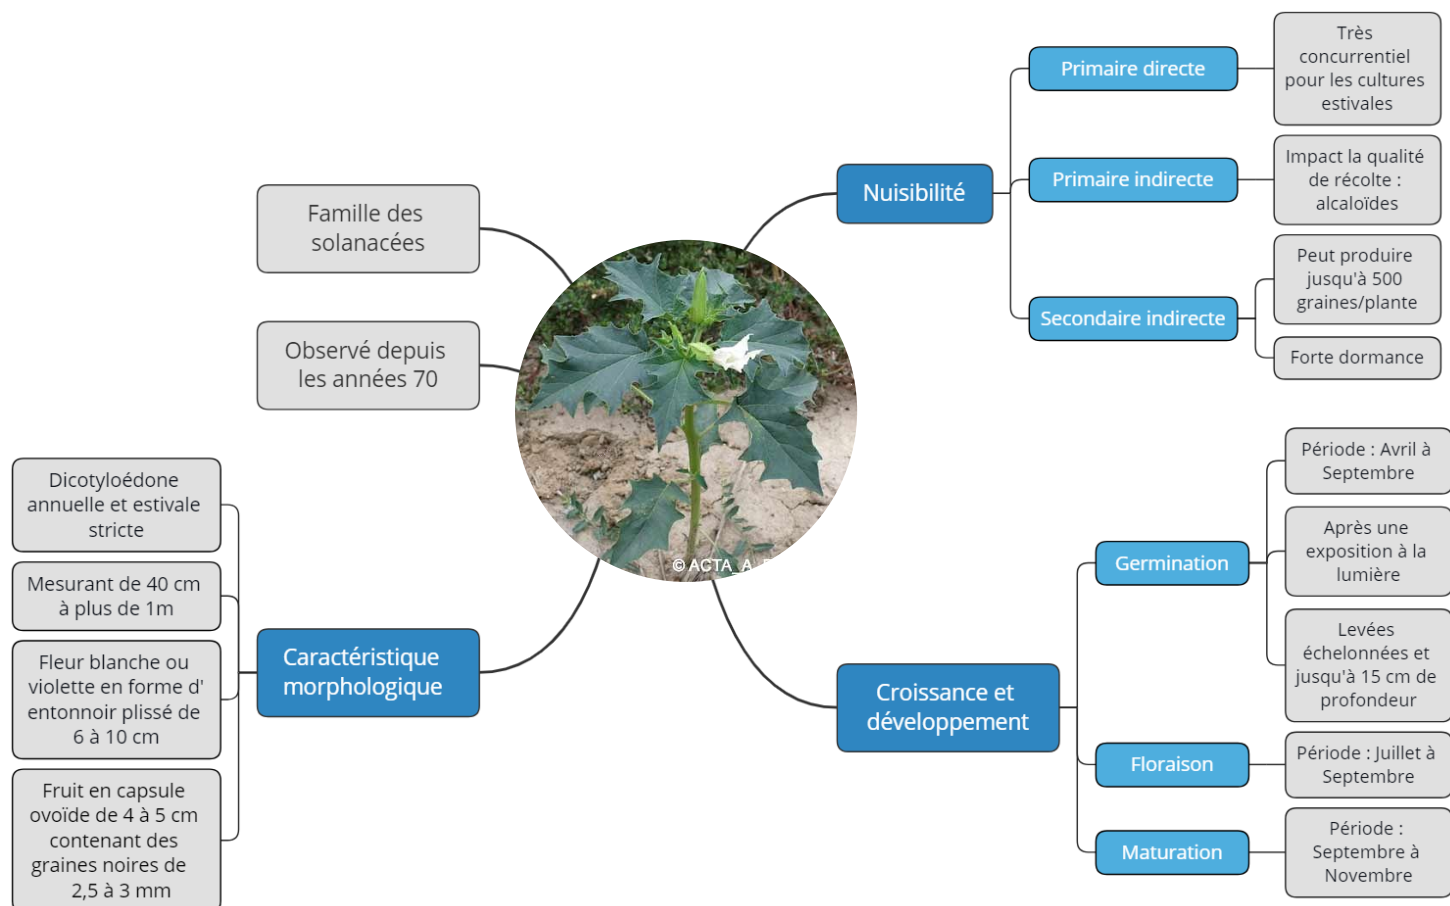 Famille des
solanacées
Observé depuis
les années 70
Caractéristique
morphologique
Dicotyloédone
annuelle et estivale
stricte
Mesurant de 40 cm
à plus de 1m
Fleur blanche ou
violette en forme d'
entonnoir plissé de
6 à 10 cm
Fruit en capsule
ovoïde de 4 à 5 cm
contenant des
graines noires de
2,5 à 3 mm
Nuisibilité
Primaire directe
Très
concurrentiel
pour les cultures
estivales
Primaire indirecte
Impact la qualité
de récolte :
alcaloïdes
Secondaire indirecte
Peut produire
jusqu'à 500
graines/plante
Forte dormance
Croissance et
développement
Germination
Période : Avril à
Septembre
Après une
exposition à la
lumière
Levées
échelonnées et
jusqu'à 15 cm de
profondeur
Floraison
Période : Juillet à
Septembre
Maturation
Période :
Septembre à
Novembre
© ACTA_A